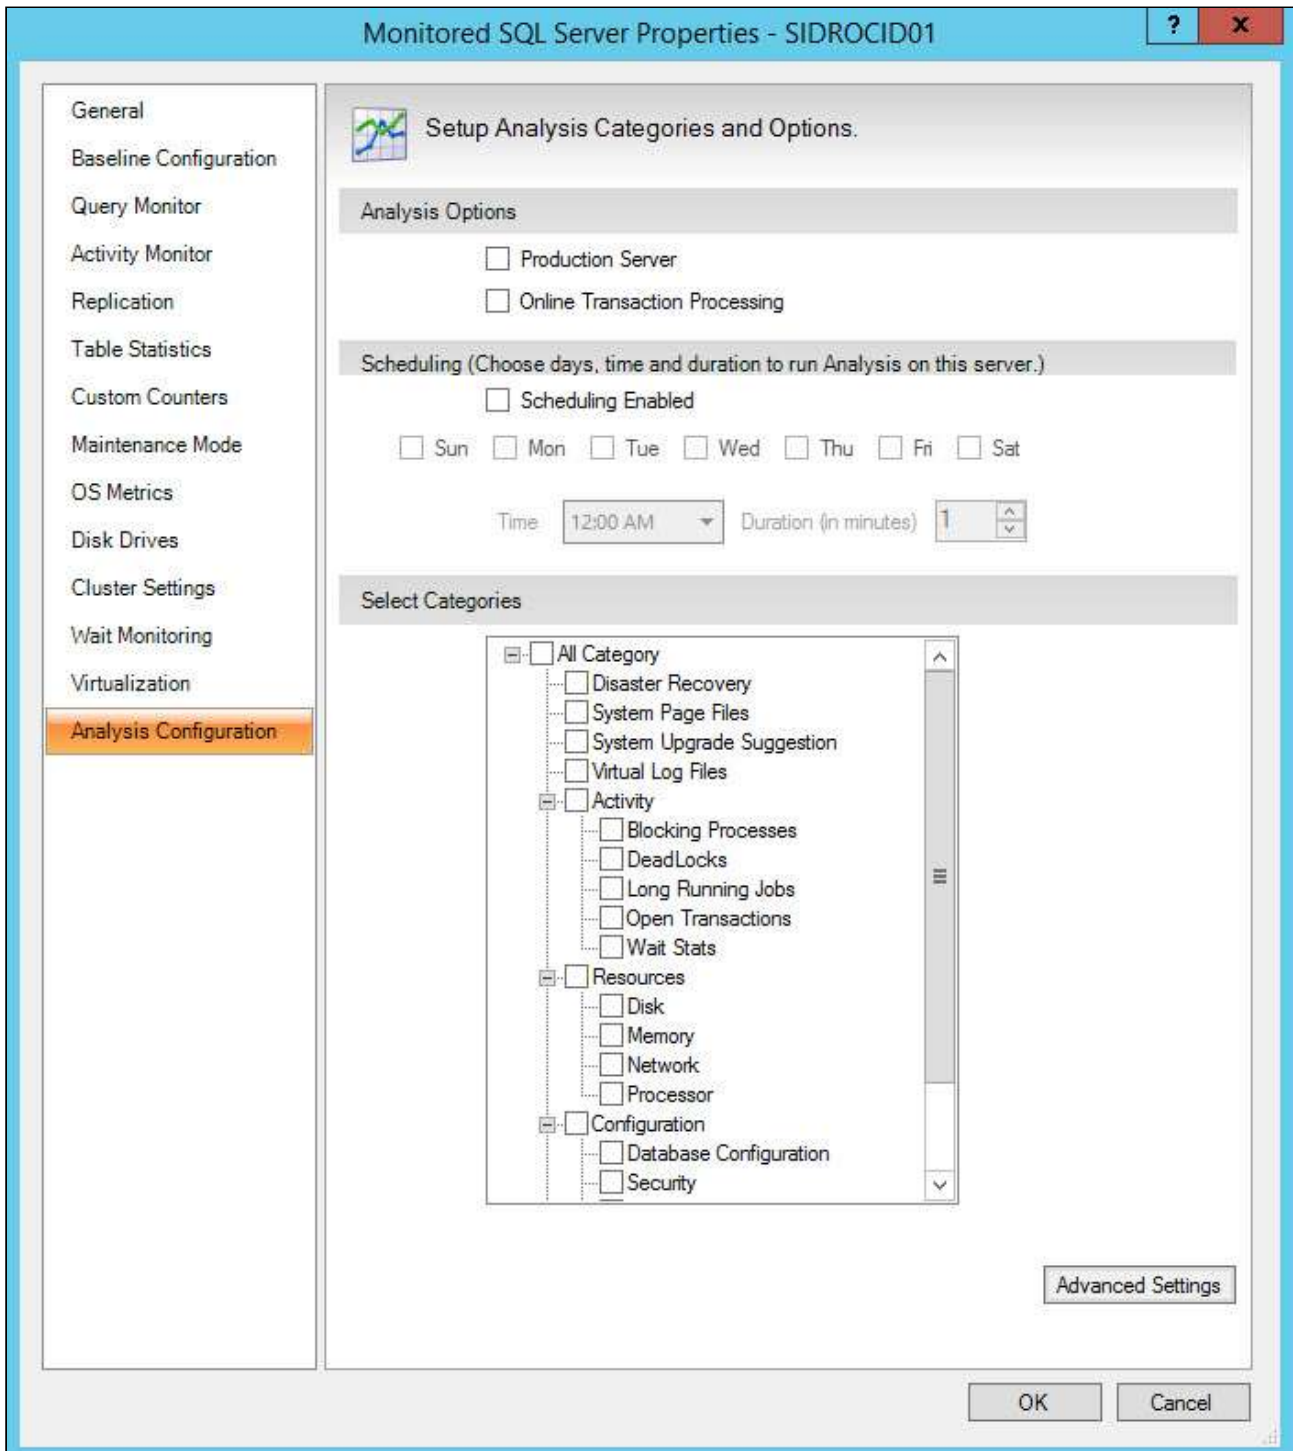 Monitored SQL Server Properties - SIDROCID01
?
x
General
Baseline Configuration
Query Monitor
Activity Monitor
Replication
Table Statistics
Custom Counters
Maintenance Mode
OS Metrics
Disk Drives
Cluster Settings
Wait Monitoring
Virtualization
Analysis Configuration
Setup Analysis Categories and Options.
Analysis Options
Production Server
Online Transaction Processing
Scheduling (Choose days, time and duration to run Analysis on this server.)
Scheduling Enabled
Sun Mon Tue Wed Thu Fri Sat
Time 12:00 AM Duration (in minutes) 1
Select Categories
All Category
Disaster Recovery
System Page Files
System Upgrade Suggestion
Virtual Log Files
Activity
Blocking Processes
DeadLocks
Long Running Jobs
Open Transactions
Wait Stats
Resources
Disk
Memory
Network
Processor
Configuration
Database Configuration
Security
Advanced Settings
OK Cancel